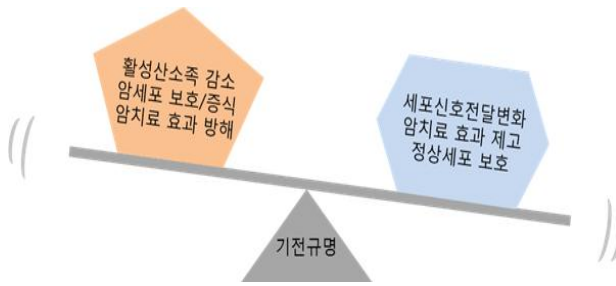 활성산소족 감소
암세포 보호/증식
암치료 효과 방해
세포신호전달변화
암치료 효과 제고
정상세포 보호
기전규명